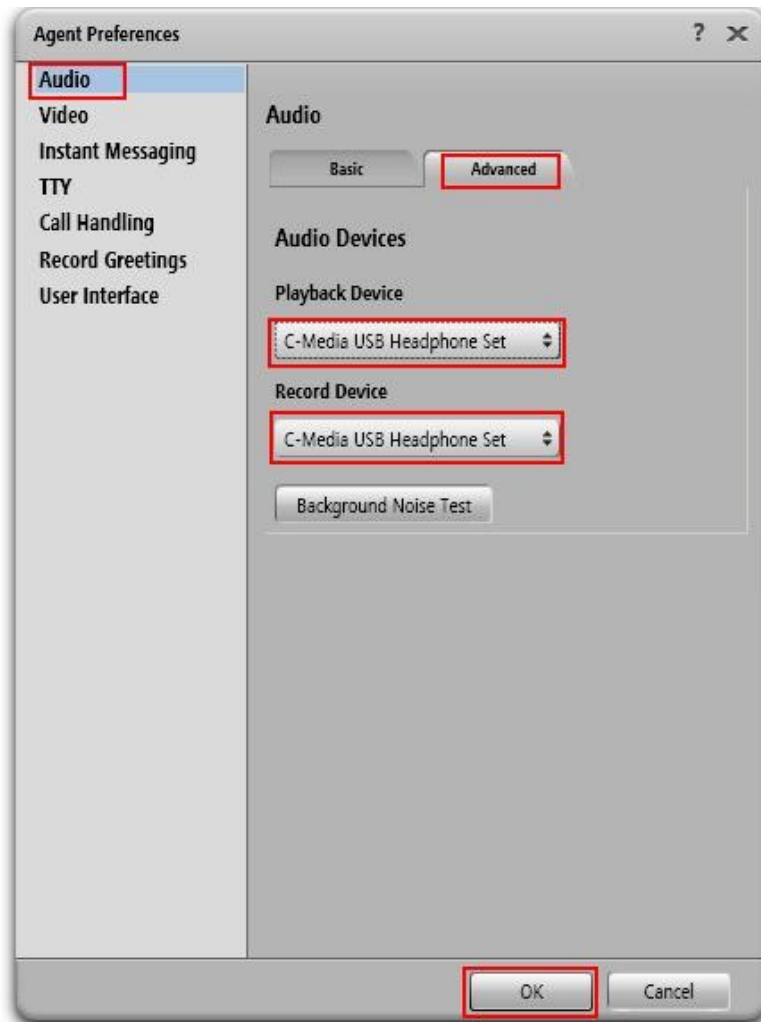 Agent Preferences ?
Audio
Video
Instant Messaging
TTY
Call Handling
Record Greetings
User Interface
Audio
Basic Advanced
Audio Devices
Playback Device
C-Media USB Headphone Set
Record Device
C-Media USB Headphone Set
Background Noise Test
OK Cancel